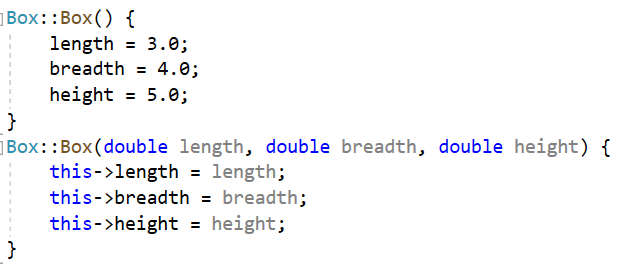 Box::Box() {
    length = 3.0;
    breadth = 4.0;
    height = 5.0;
}
Box::Box(double length, double breadth, double height) {
    this->length = length;
    this->breadth = breadth;
    this->height = height;
}